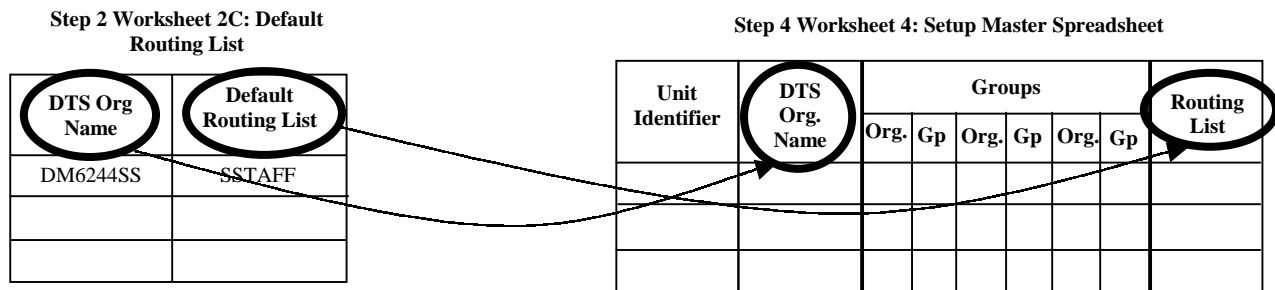 Step 2 Worksheet 2C: Default
Routing List
DTS Org
Name
Default
Routing List
DM6244SS
SSTAFF
Step 4 Worksheet 4: Setup Master Spreadsheet
Unit
Identifier
DTS
Org.
Name
Groups
Org. Gp Org. Gp Org. Gp
Routing
List